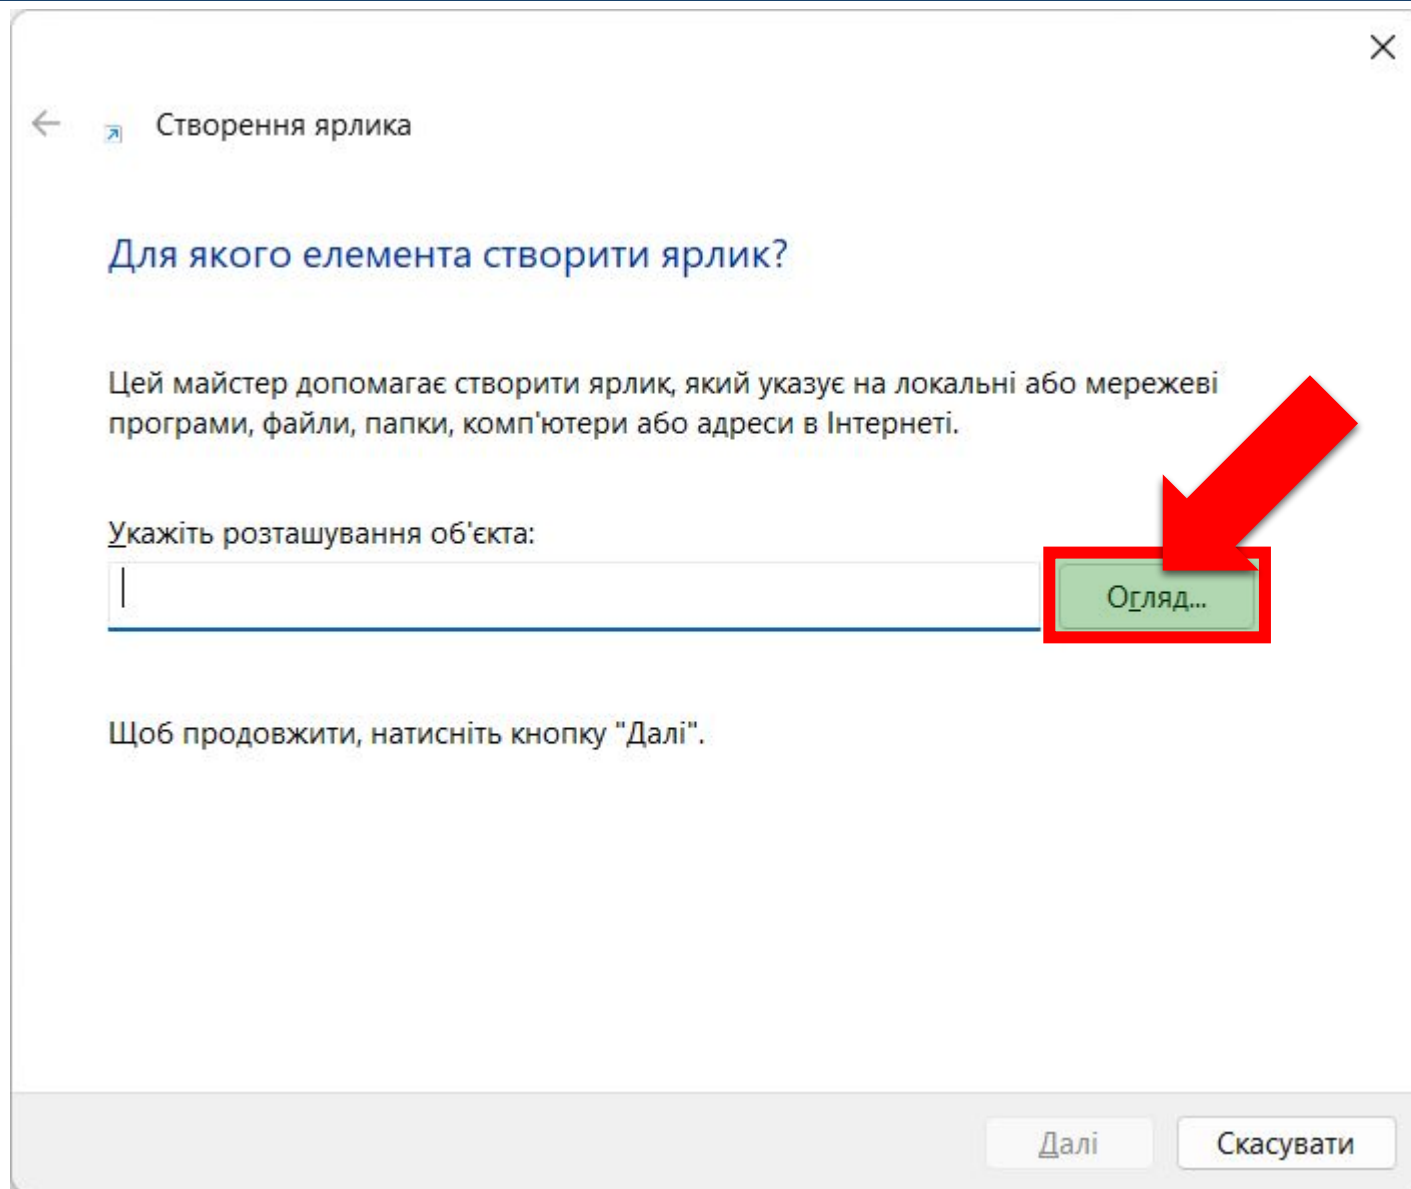 Створення ярлика
Для якого елемента створити ярлик?
Цей майстер допомагає створити ярлик, який указує на локальні або мережеві
програми, файли, папки, комп'ютери або адреси в Інтернеті.
Укажіть розташування об'єкта:
Огляд...
Щоб продовжити, натисніть кнопку "Далі".
Далі
Скасувати